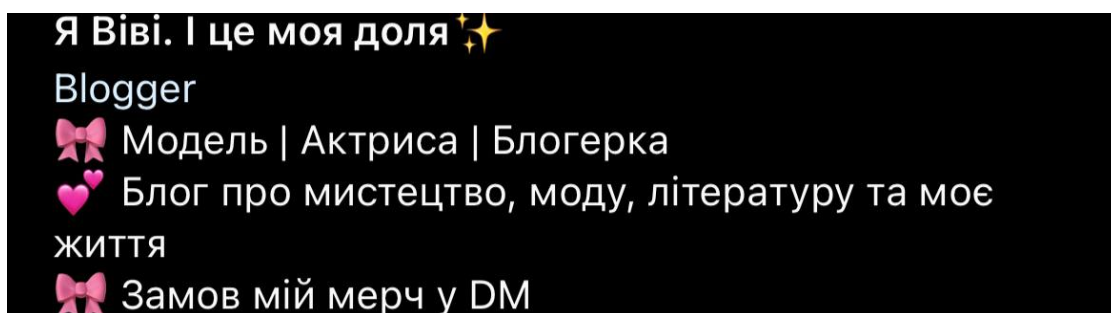 Я Віві. І це моя доля✨
Blogger
🎀 Модель | Актриса | Блогерка
💕 Блог про мистецтво, моду, літературу та моє
життя
🎀 Замов мій мерч у DM